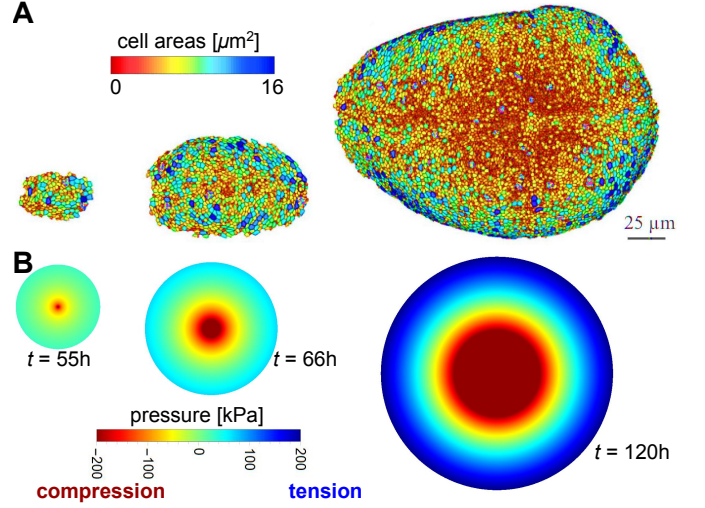 A
cell areas [µm²]
0 16
25 µm
B
t = 55h
t = 66h
t = 120h
pressure [kPa]
−200 −100 0 100 200
compression tension